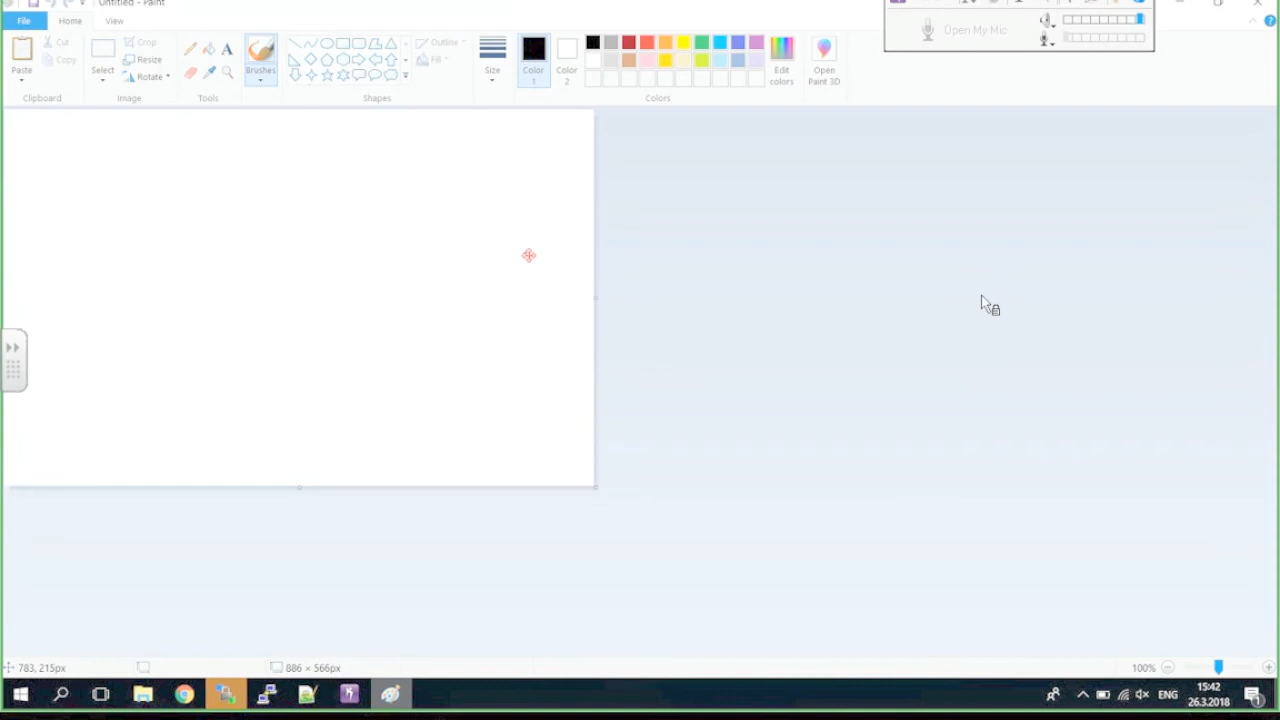 Untitled - Paint
File Home View
Open My Mic
Cut
Copy
Paste
Crop
Resize
Rotate
Select
Brushes
Outline
Fill
Size
Color 1
Color 2
Edit colors
Open Paint 3D
Clipboard Image Tools Shapes Colors
783, 215px
886 × 566px
100%
ENG
15:42
26.3.2018
1